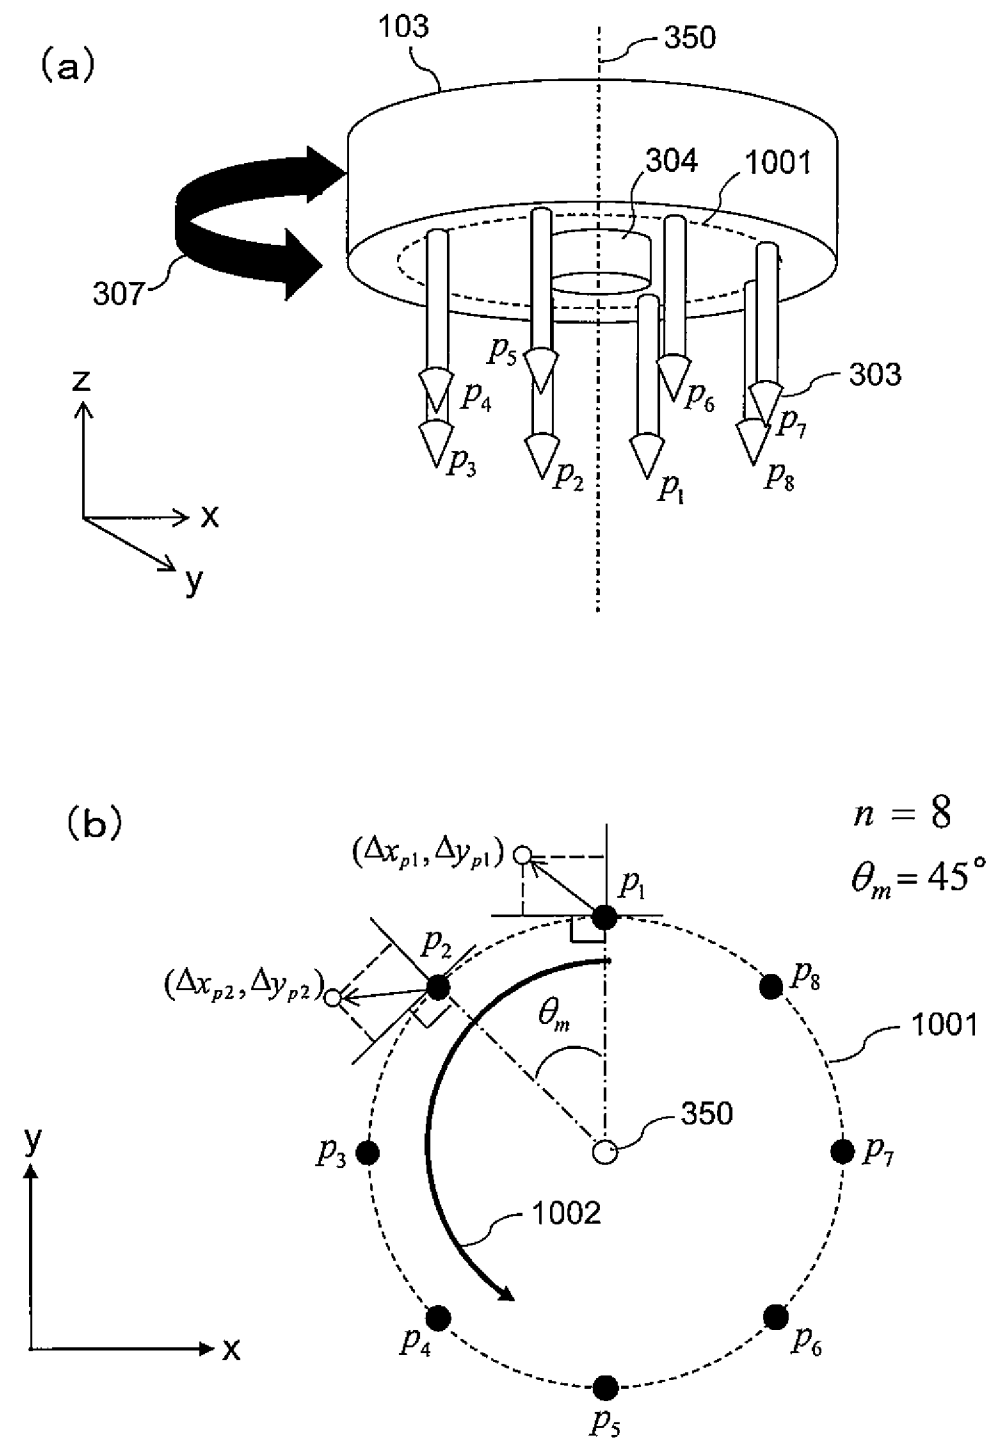 (a)
103
350
304
1001
307
303
p5
p4
p6
p7
p3
p2
p1
p8
z
x
y
(b)
n = 8
θm = 45°
(Δxp1, Δyp1)
p1
p2
(Δxp2, Δyp2)
p8
θm
1001
350
p3
p7
y
1002
x
p4
p6
p5